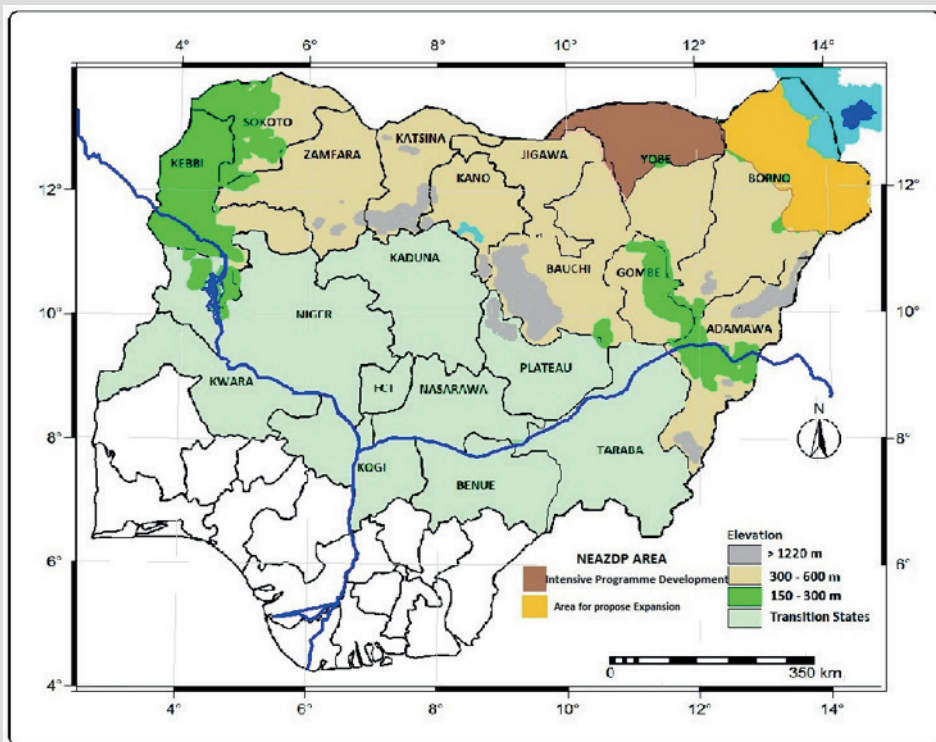 4° 6° 8° 10° 12° 14°
SOKOTO
KATSINA
ZAMFARA
JIGAWA
YOBE
KEBBI
KANO
BORNO
12° 12°
KADUNA
BAUCHI
GOMBE
10° 10°
NIGER
ADAMAWA
PLATEAU
KWARA
FCT
NASARAWA
N
8° 8°
TARABA
KOGI
BENUE
Elevation
> 1220 m
NEAZDP AREA
6° 6°
300 - 600 m
Intensive Programme Development
150 - 300 m
Area for propose Expansion
Transition States
0 350 km
4° 4°
4° 6° 8° 10° 12° 14°